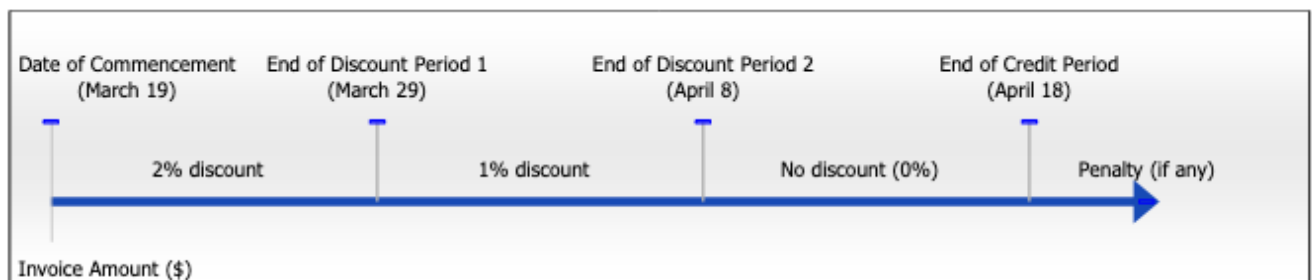 Date of Commencement
(March 19)
End of Discount Period 1
(March 29)
End of Discount Period 2
(April 8)
End of Credit Period
(April 18)
2% discount
1% discount
No discount (0%)
Penalty (if any)
Invoice Amount ($)